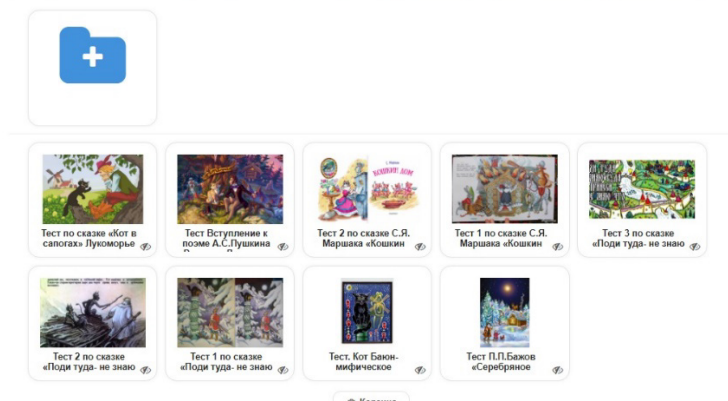 Тест по сказке «Кот в
сапогах» Лукоморье
Тест Вступление к
поэме А.С.Пушкина
Тест 2 по сказке С.Я.
Маршака «Кошкин
Тест 1 по сказке С.Я.
Маршака «Кошкин
Тест 3 по сказке
«Поди туда- не знаю
КОШКИН ДОМ
Тест 2 по сказке
«Поди туда- не знаю
Тест 1 по сказке
«Поди туда- не знаю
Тест. Кот Баюн-
мифическое
Тест П.П.Бажов
«Серебряное